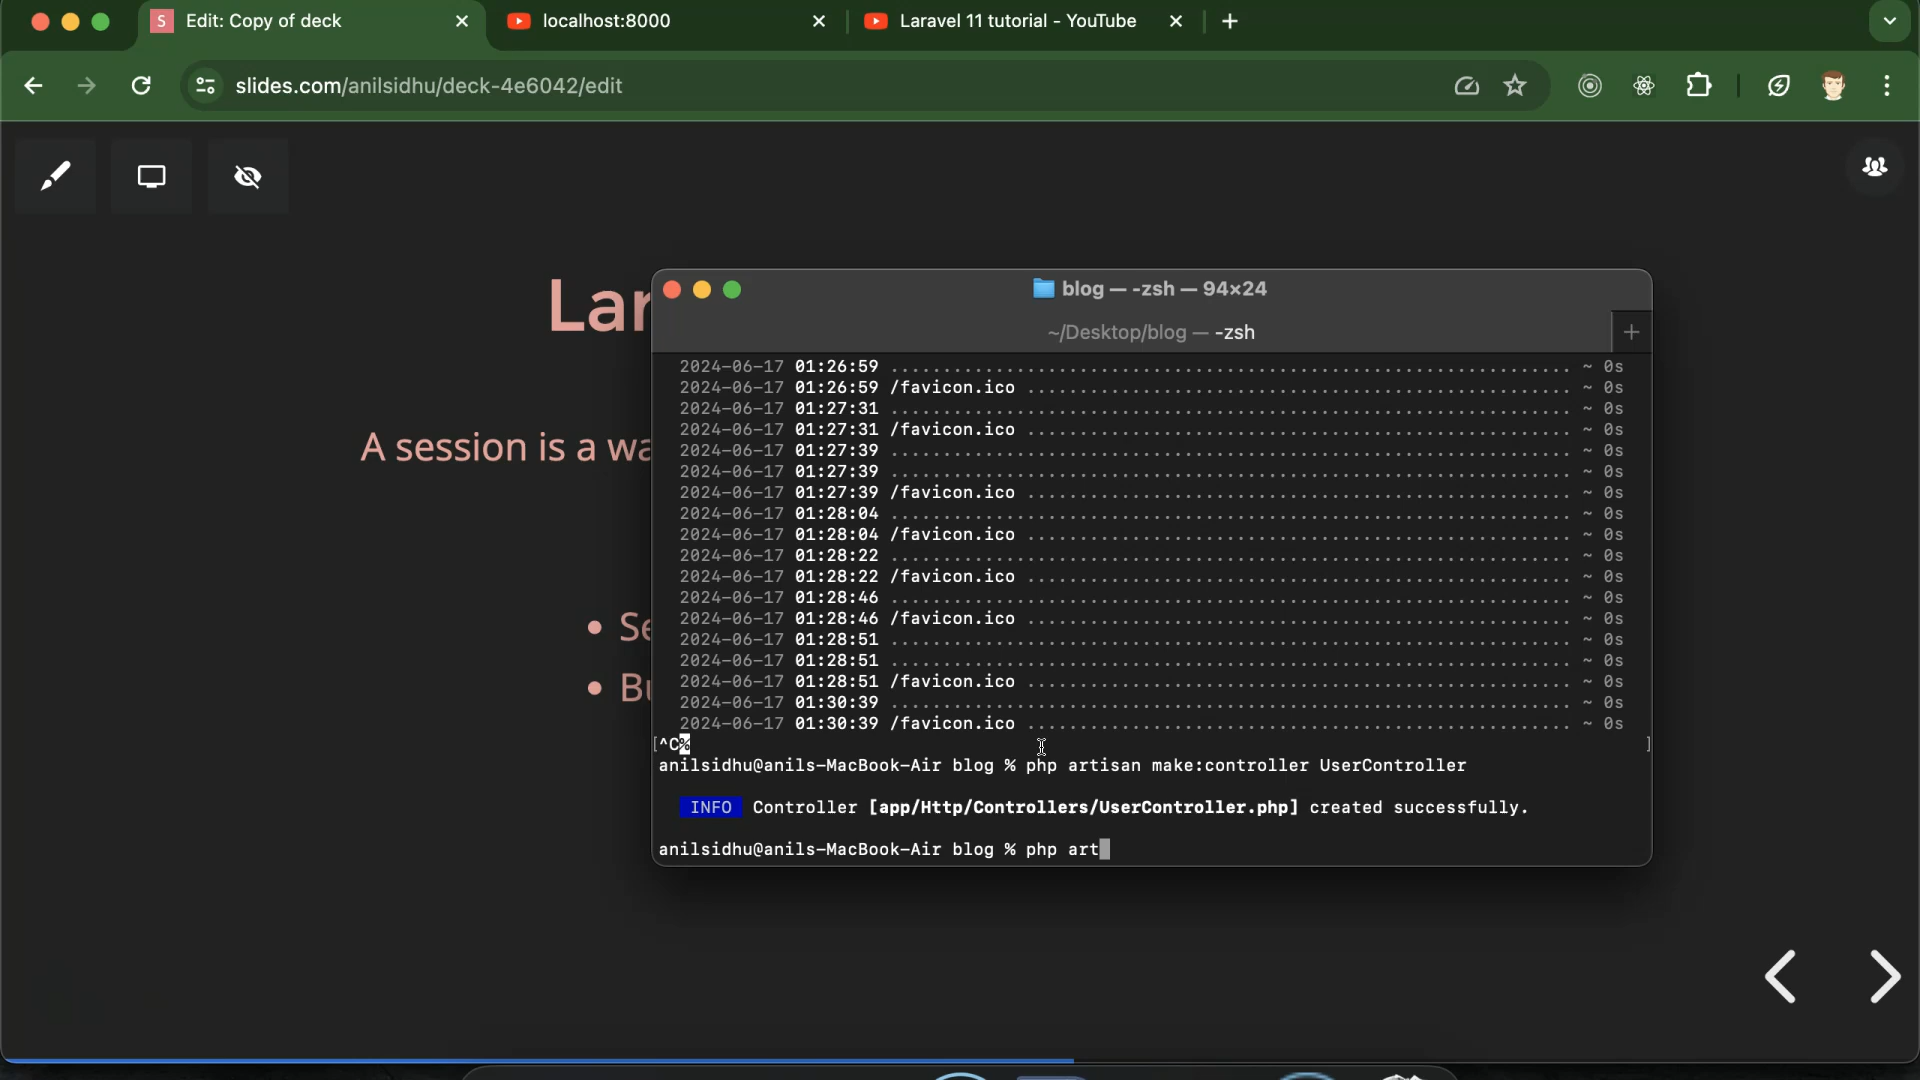 S Edit: Copy of deck
localhost:8000
Laravel 11 tutorial - YouTube
slides.com/anilsidhu/deck-4e6042/edit
A session is a
blog — -zsh — 94×24
~/Desktop/blog — -zsh
2024-06-17 01:26:59 ................................................................. ~ 0s
2024-06-17 01:26:59 /favicon.ico .................................................... ~ 0s
2024-06-17 01:27:31 ................................................................. ~ 0s
2024-06-17 01:27:31 /favicon.ico .................................................... ~ 0s
2024-06-17 01:27:39 ................................................................. ~ 0s
2024-06-17 01:27:39 ................................................................. ~ 0s
2024-06-17 01:27:39 /favicon.ico .................................................... ~ 0s
2024-06-17 01:28:04 ................................................................. ~ 0s
2024-06-17 01:28:04 /favicon.ico .................................................... ~ 0s
2024-06-17 01:28:22 ................................................................. ~ 0s
2024-06-17 01:28:22 /favicon.ico .................................................... ~ 0s
2024-06-17 01:28:46 ................................................................. ~ 0s
2024-06-17 01:28:46 /favicon.ico .................................................... ~ 0s
2024-06-17 01:28:51 ................................................................. ~ 0s
2024-06-17 01:28:51 ................................................................. ~ 0s
2024-06-17 01:28:51 /favicon.ico .................................................... ~ 0s
2024-06-17 01:30:39 ................................................................. ~ 0s
2024-06-17 01:30:39 /favicon.ico .................................................... ~ 0s
[^C% ]
anilsidhu@anils-MacBook-Air blog % php artisan make:controller UserController
INFO Controller [app/Http/Controllers/UserController.php] created successfully.
anilsidhu@anils-MacBook-Air blog % php art